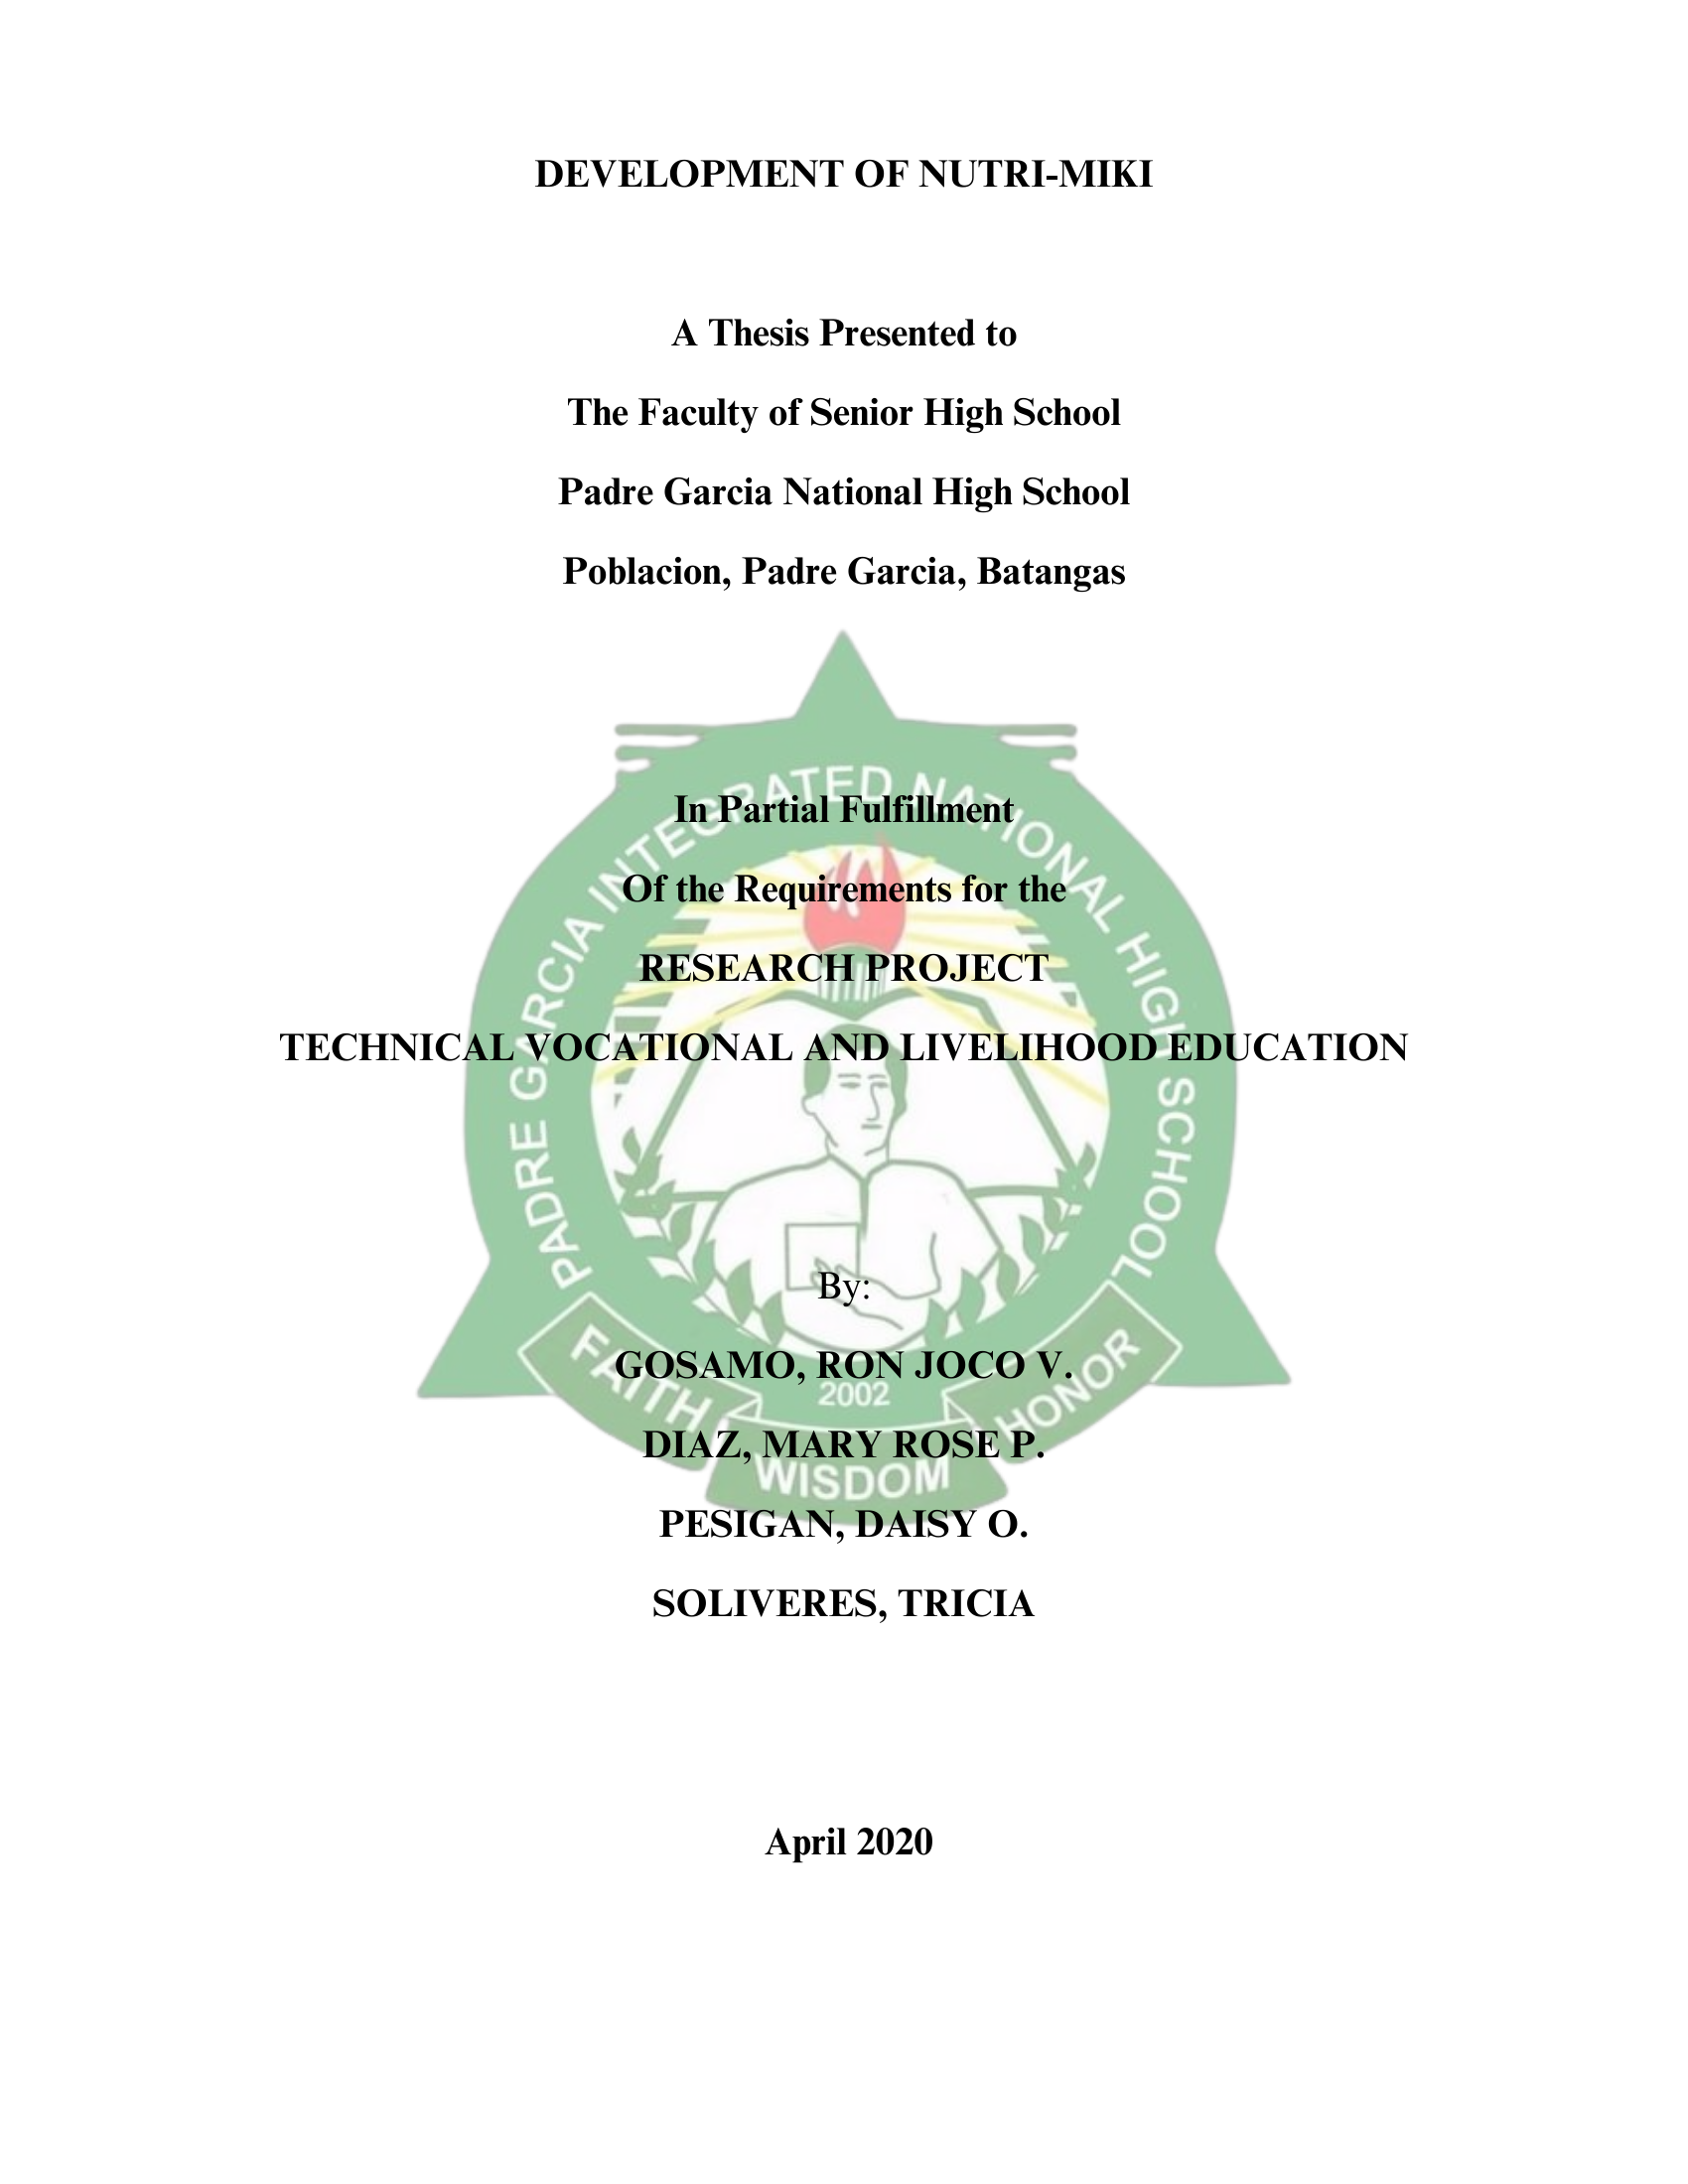 DEVELOPMENT OF NUTRI-MIKI
A Thesis Presented to
The Faculty of Senior High School
Padre Garcia National High School
Poblacion, Padre Garcia, Batangas
In Partial Fulfillment
Of the Requirements for the
RESEARCH PROJECT
TECHNICAL VOCATIONAL AND LIVELIHOOD EDUCATION
By:
GOSAMO, RON JOCO V.
DIAZ, MARY ROSE P.
PESIGAN, DAISY O.
SOLIVERES, TRICIA
April 2020
PADRE GARCIA INTEGRATED NATIONAL HIGH SCHOOL
FAITH
2002
WISDOM
HONOR